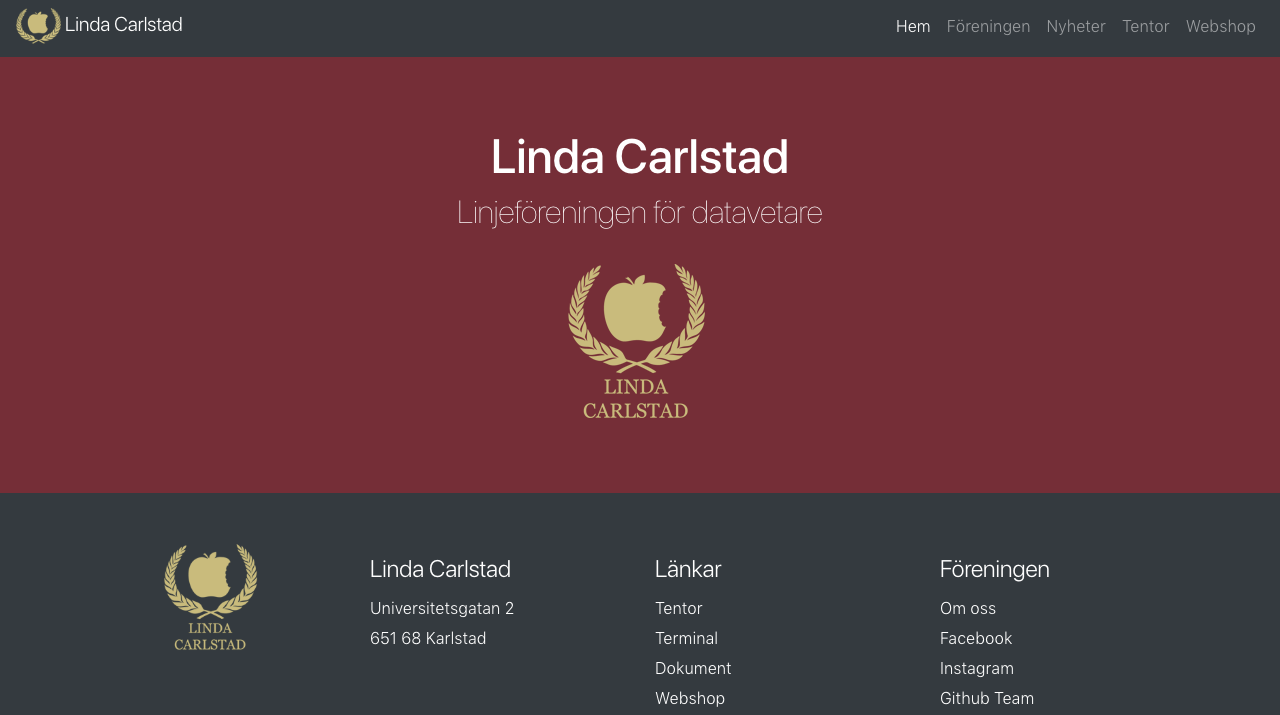 Linda Carlstad
Hem Föreningen Nyheter Tentor Webshop
Linda Carlstad
Linjeföreningen för datavetare
LINDA
CARLSTAD
LINDA
CARLSTAD
Linda Carlstad
Universitetsgatan 2
651 68 Karlstad
Länkar
Tentor
Terminal
Dokument
Webshop
Föreningen
Om oss
Facebook
Instagram
Github Team